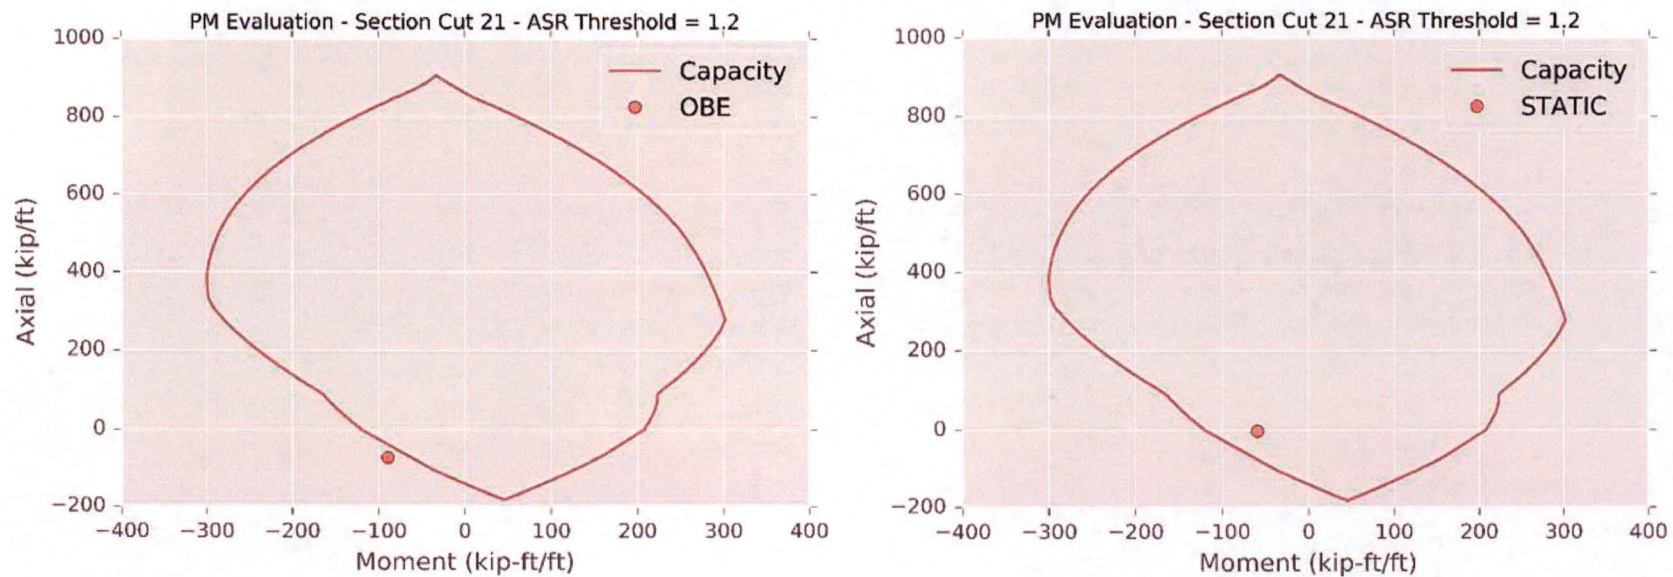 PM Evaluation - Section Cut 21 - ASR Threshold = 1.2
1000
800
600
400
200
0
−200
Axial (kip/ft)
Capacity
OBE
−400 −300 −200 −100 0 100 200 300 400
Moment (kip-ft/ft)
PM Evaluation - Section Cut 21 - ASR Threshold = 1.2
1000
800
600
400
200
0
−200
Axial (kip/ft)
Capacity
STATIC
−400 −300 −200 −100 0 100 200 300 400
Moment (kip-ft/ft)